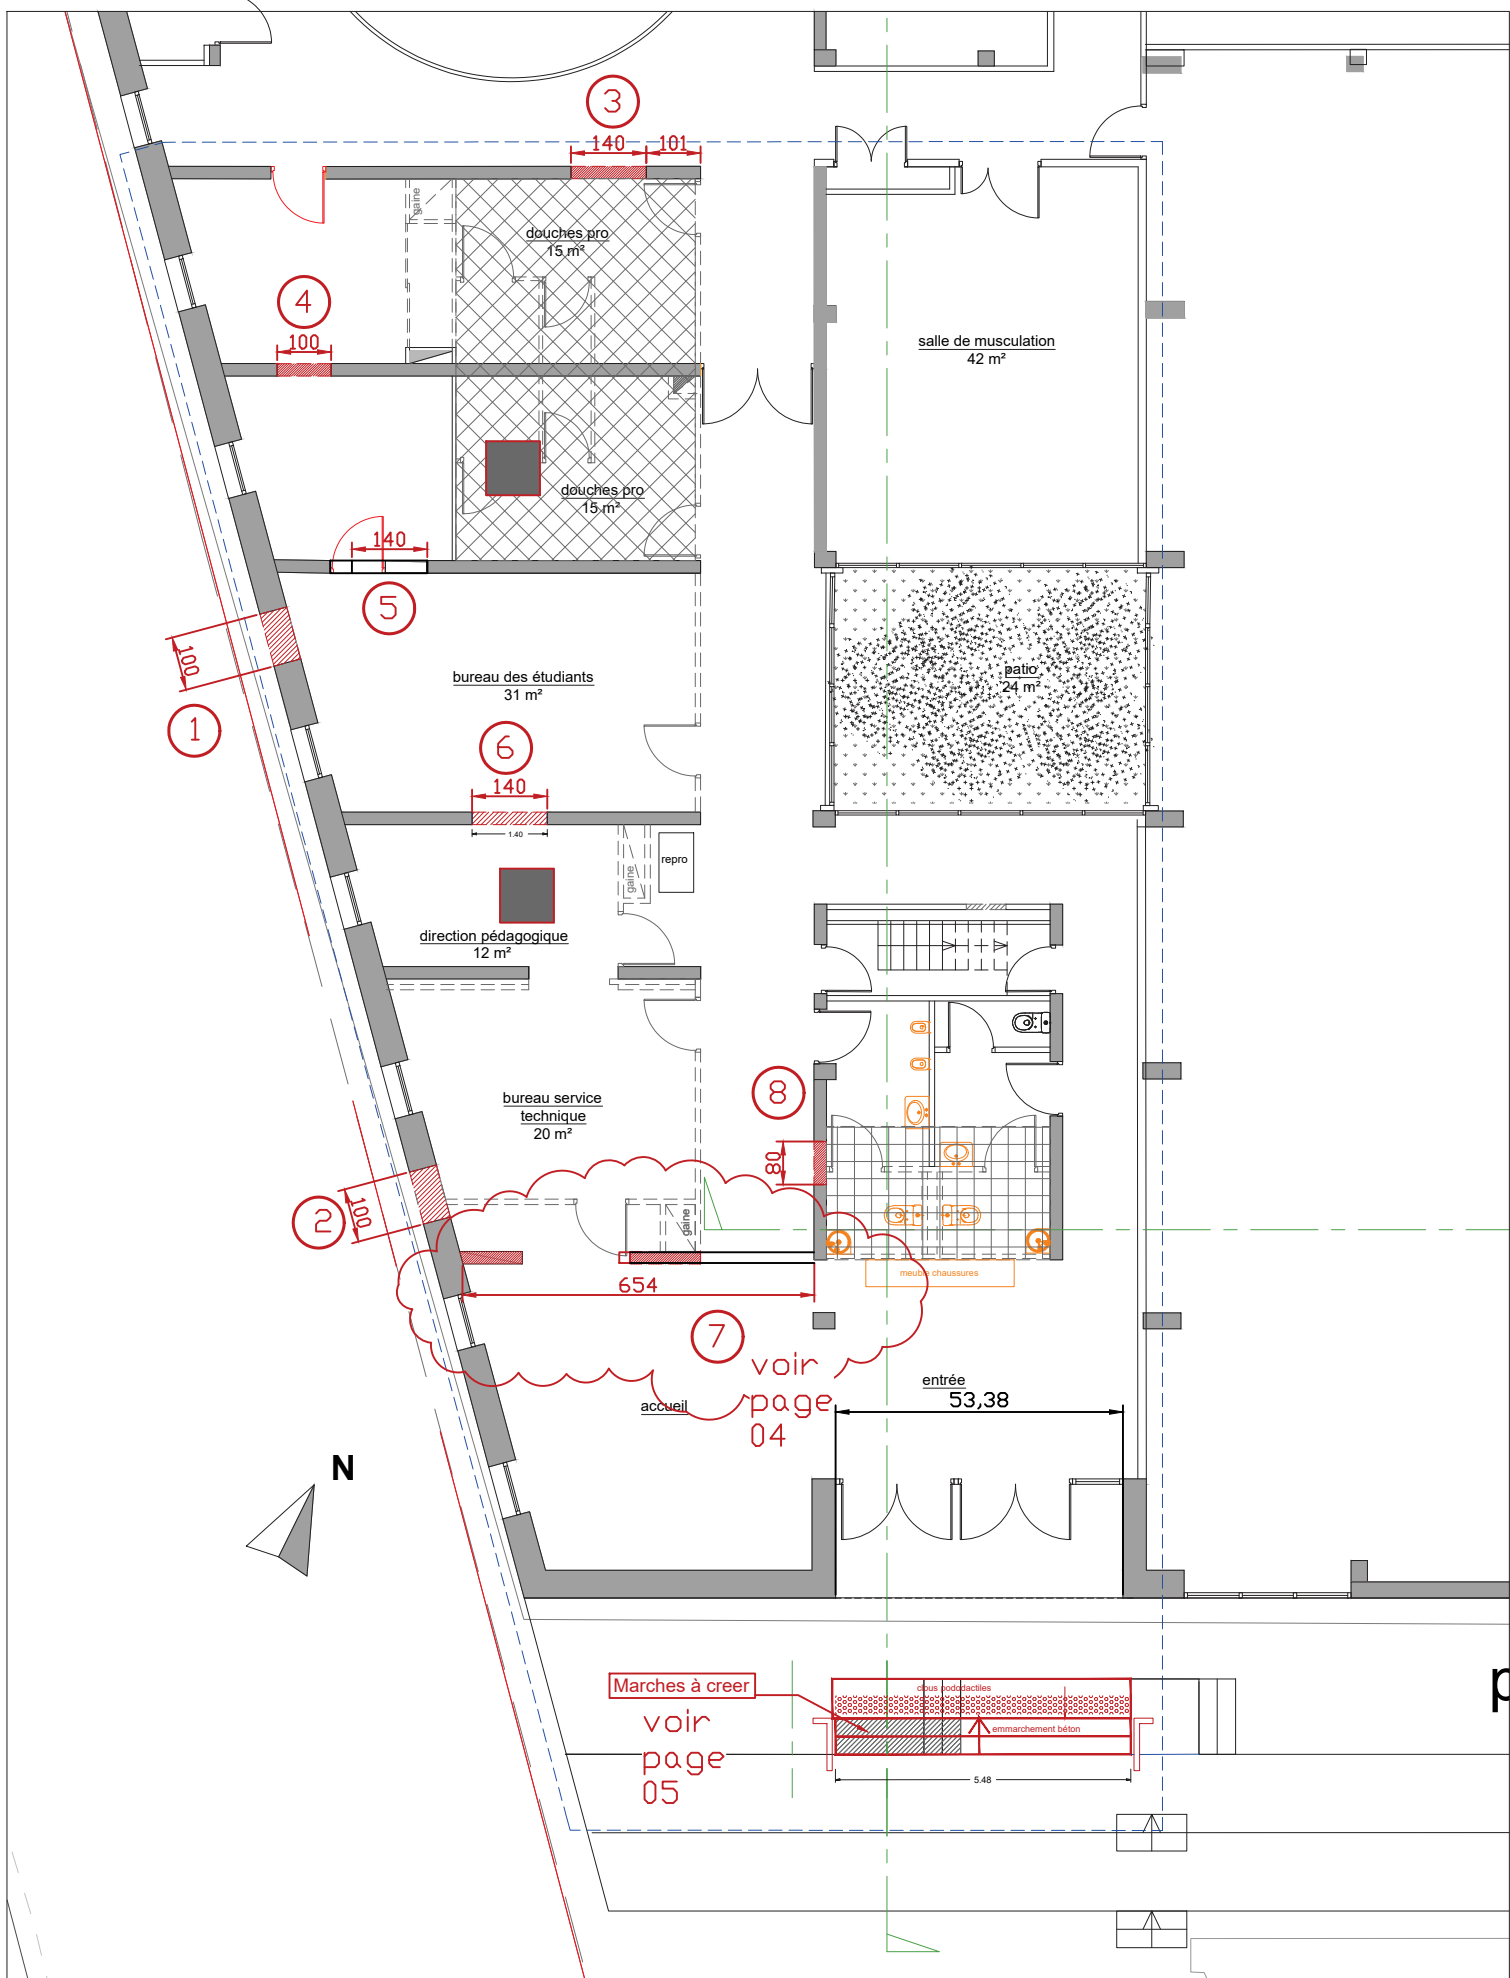 3
140
101
gaine
douches pro
15 m²
4
100
salle de musculation
42 m²
douches pro
15 m²
140
5
100
1
bureau des étudiants
31 m²
patio
24 m²
6
140
1.40
gaine
repro
direction pédagogique
12 m²
bureau service
technique
20 m²
8
80
2
100
gaine
654
meuble chaussures
7
voir
page
04
accueil
entrée
53,38
N
Marches à creer
voir
page
05
clous pododactiles
emmarchement béton
5.48
p